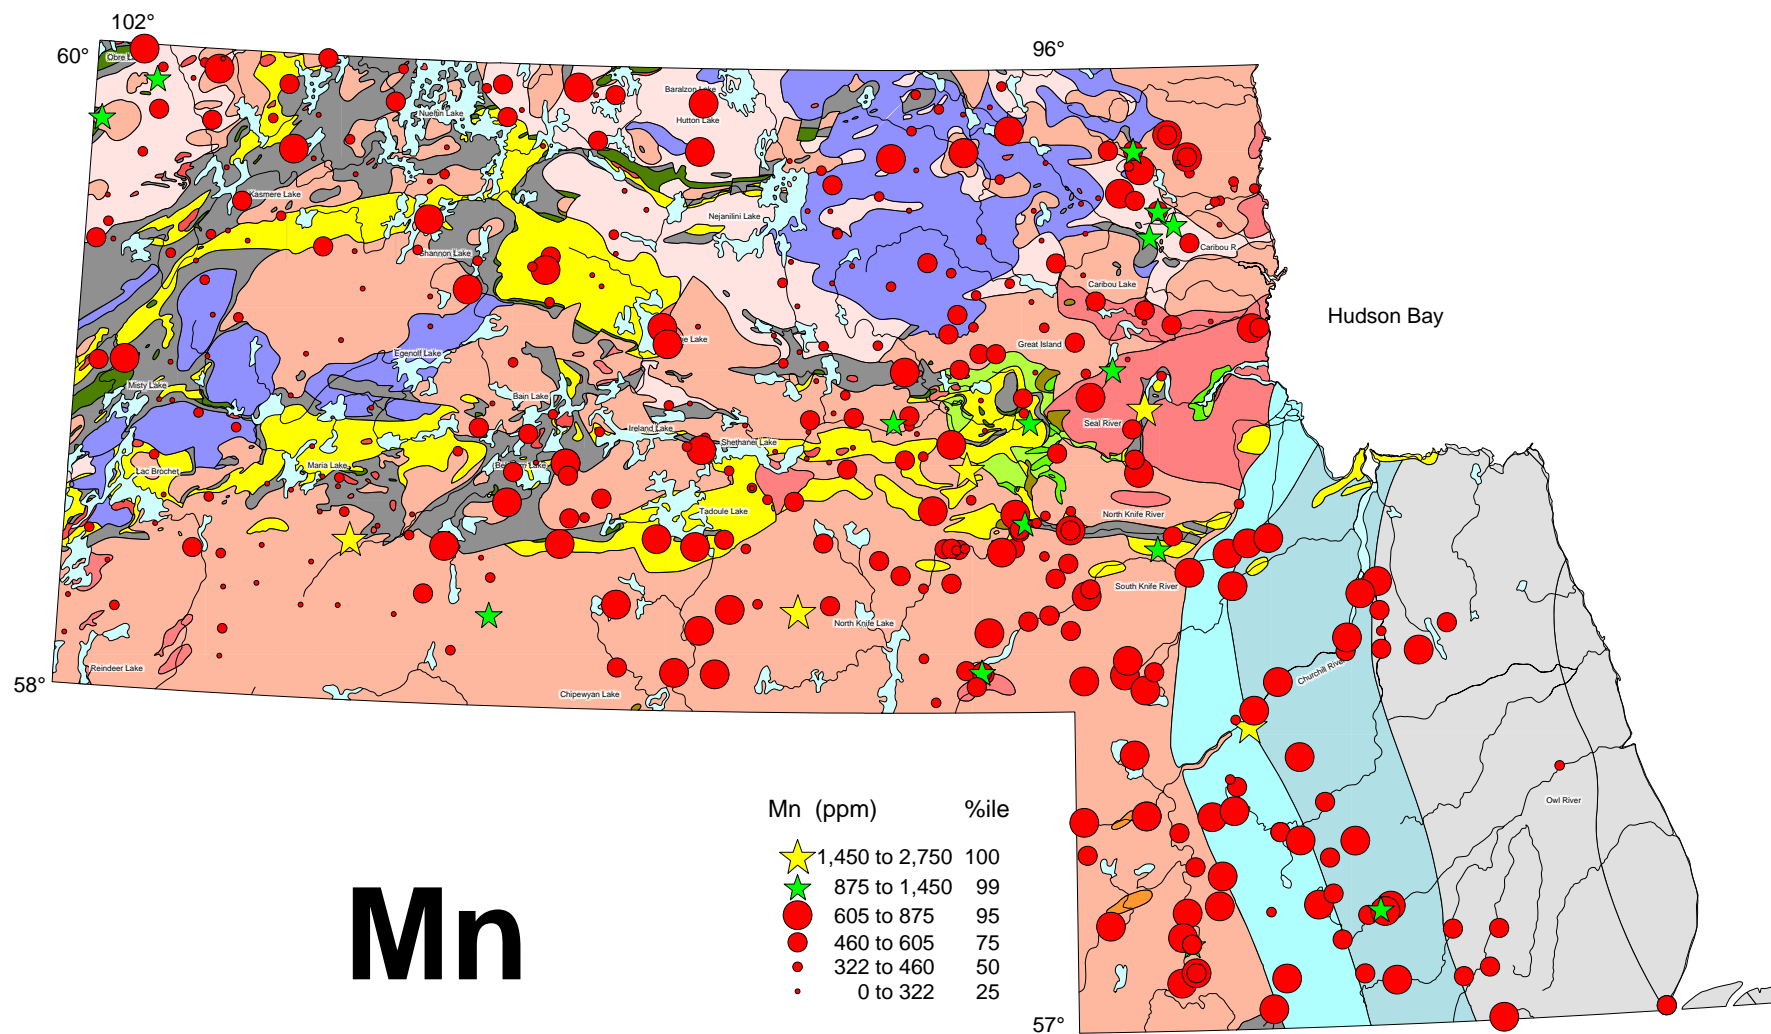 102°
60°
96°
Obre L
Baralzon Lake
Nueltin Lake
Hutton Lake
Kasmere Lake
Nejanilini Lake
Shannon Lake
Caribou R
Caribou Lake
Hudson Bay
Great Island
se Lake
Egenolf Lake
Misty Lake
Bain Lake
Ireland Lake
Shethanei Lake
Seal River
Lac Brochet
Maria Lake
Lake
Tadoule Lake
North Knife River
South Knife River
North Knife Lake
Reindeer Lake
Churchill River
58°
Chipewyan Lake
Owl River
Mn (ppm) %ile
1,450 to 2,750 100
875 to 1,450 99
605 to 875 95
460 to 605 75
322 to 460 50
0 to 322 25
Mn
57°